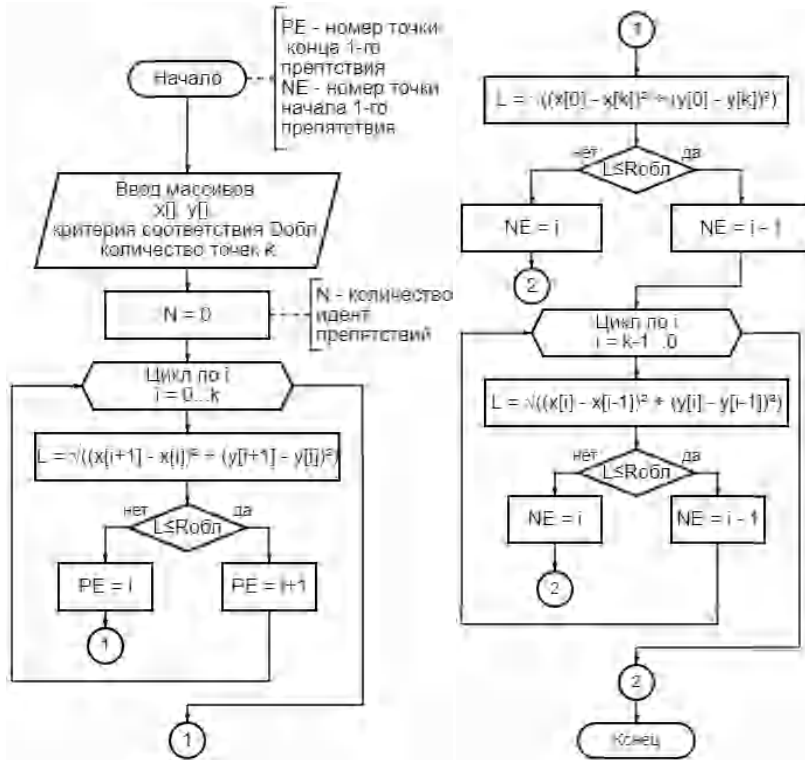 Начало
PE - номер точки
конца 1-го
прептствия
NE - номер точки
начала 1-го
препятствия
Ввод массивов
x[], y[],
критерия соответствия Dобл
количество точек k
N = 0
N - количество
идент
препятствий
Цикл по i
i = 0...k
L = √((x[i+1] - x[i])² + (y[i+1] - y[i])²)
нет
да
L≤Rобл
PE = i
PE = i+1
1
1
1
L = √((x[0] - x[k])² + (y[0] - y[k])²)
нет
да
L≤Rобл
NE = i
NE = i - 1
2
Цикл по i
i = k-1...0
L = √((x[i] - x[i-1])² + (y[i] - y[i-1])²)
нет
да
L≤Rобл
NE = i
NE = i - 1
2
2
Конец